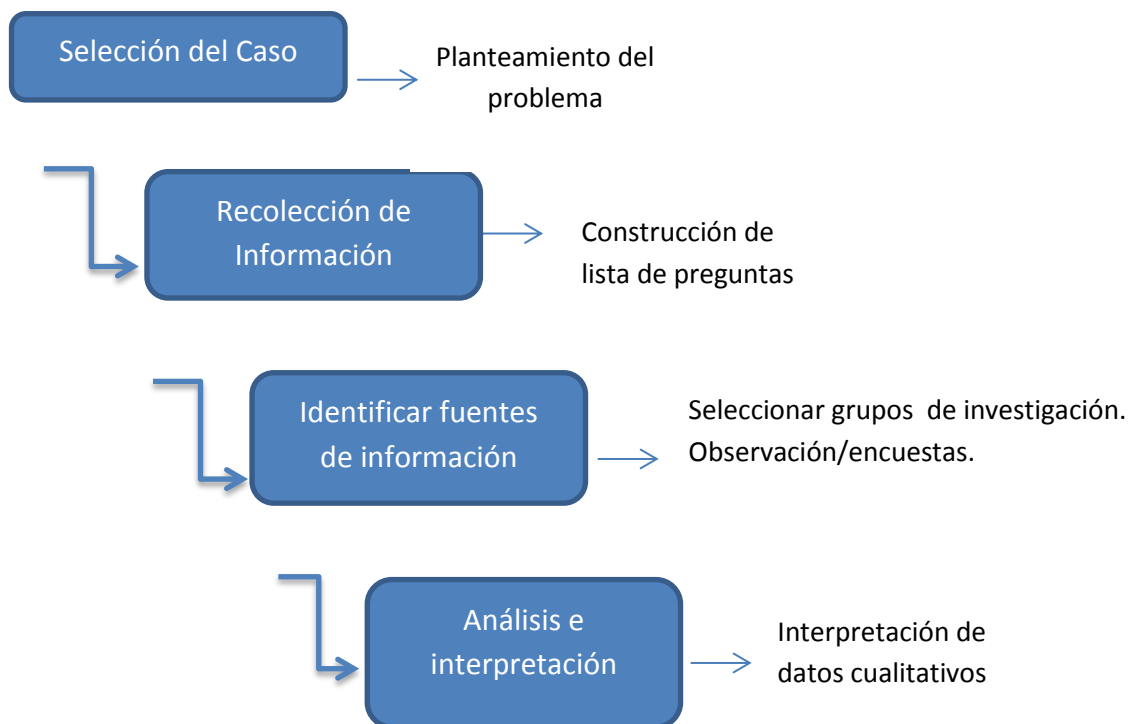 Selección del Caso
Planteamiento del
problema
Recolección de
Información
Construcción de
lista de preguntas
Identificar fuentes
de información
Seleccionar grupos  de investigación.
Observación/encuestas.
Análisis e
interpretación
Interpretación de
datos cualitativos